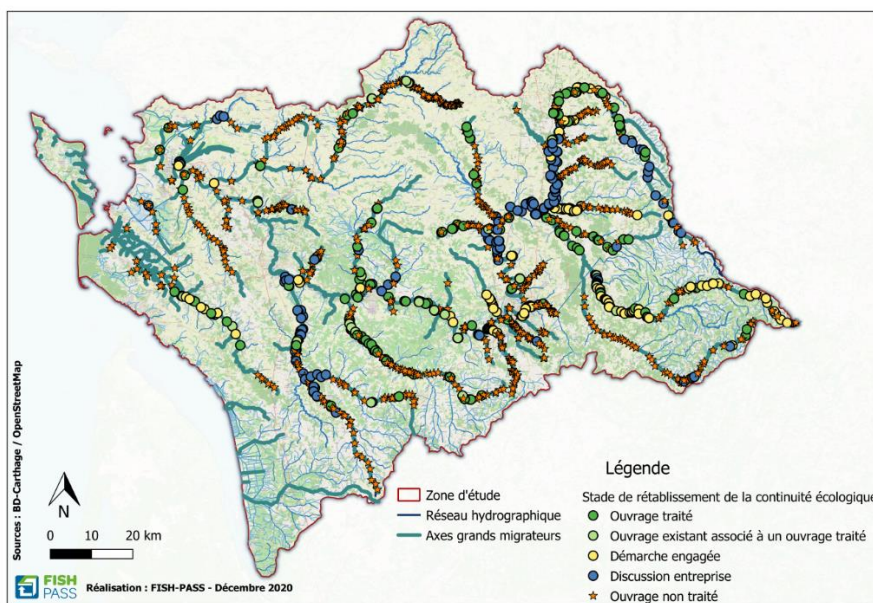 Sources : BD-Carthage / OpenStreetMap
N
0 10 20 km
FISH
PASS
Réalisation : FISH-PASS - Décembre 2020
Zone d'étude
Réseau hydrographique
Axes grands migrateurs
Légende
Stade de rétablissement de la continuité écologique
Ouvrage traité
Ouvrage existant associé à un ouvrage traité
Démarche engagée
Discussion entreprise
Ouvrage non traité